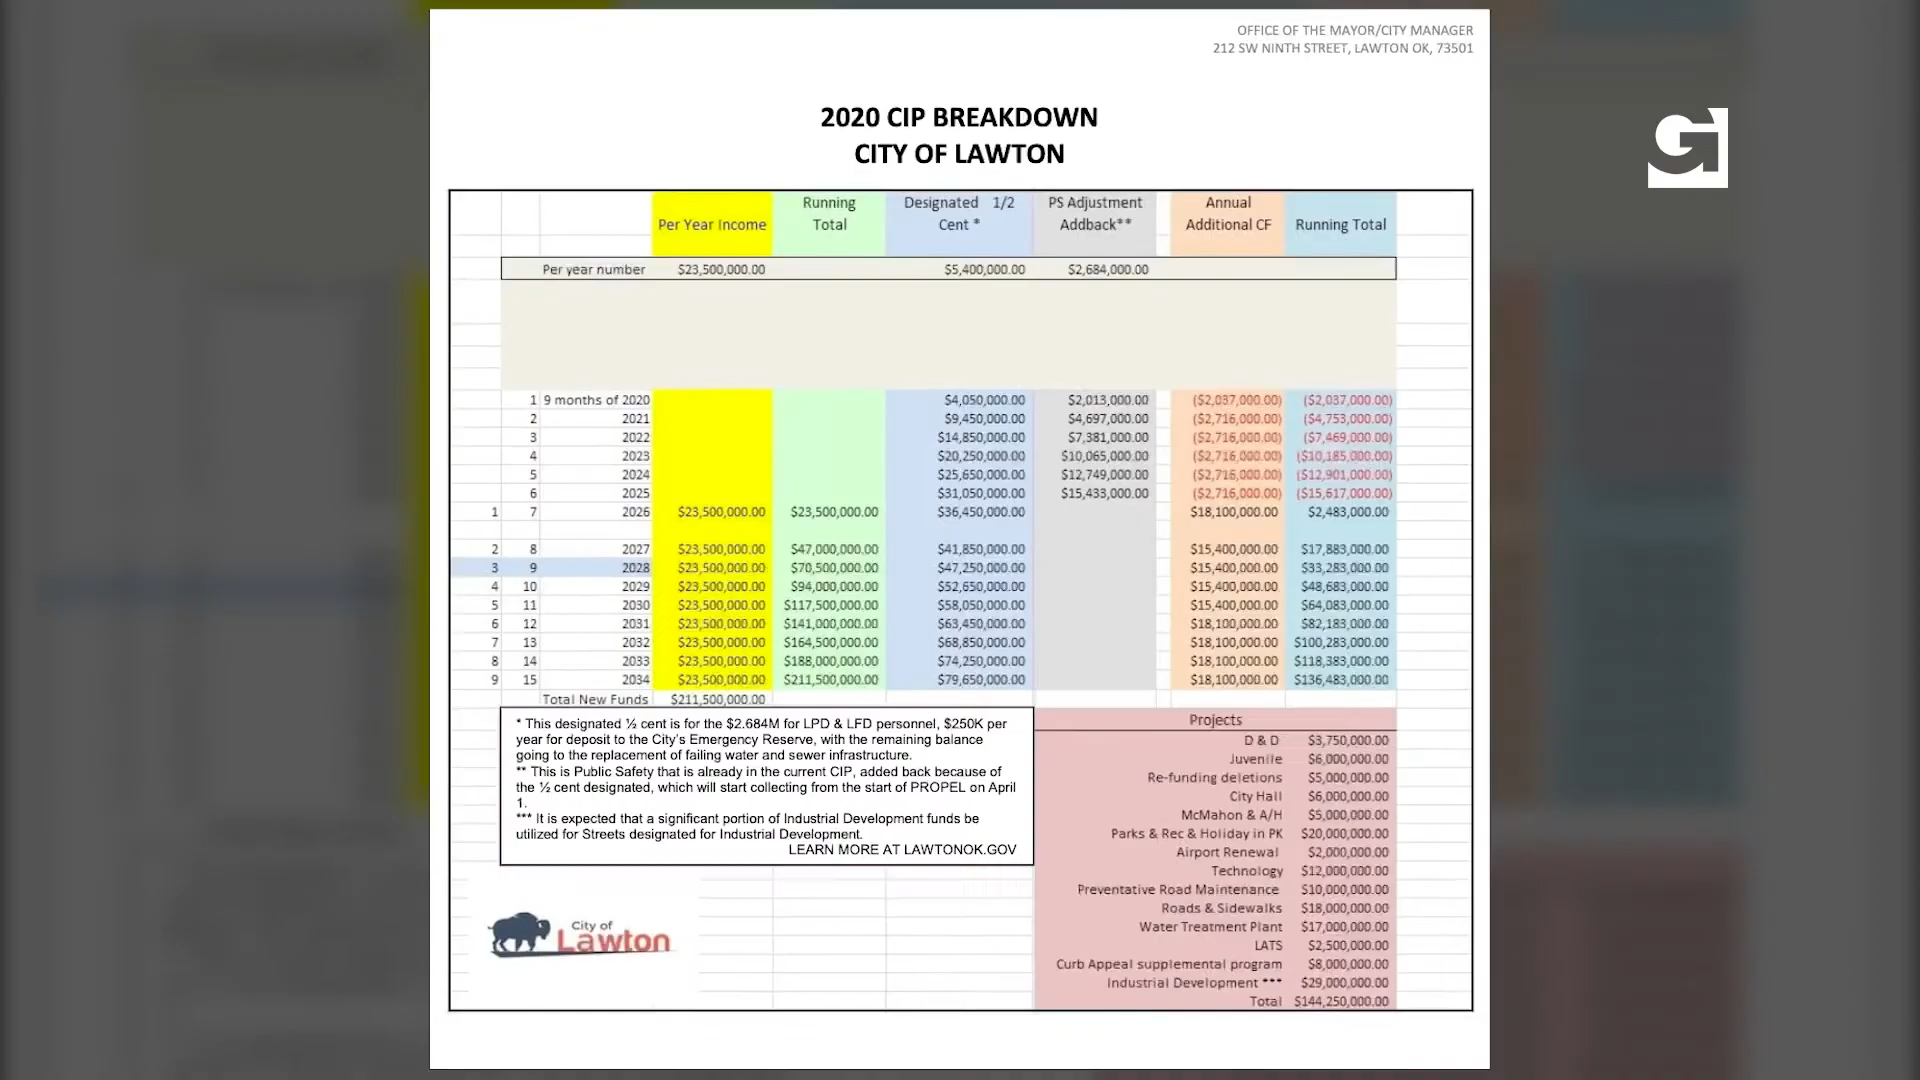 OFFICE OF THE MAYOR/CITY MANAGER
212 SW NINTH STREET, LAWTON OK, 73501
2020 CIP BREAKDOWN
CITY OF LAWTON
Per Year Income Running Total Designated 1/2 Cent * PS Adjustment Addback** Annual Additional CF Running Total
Per year number $23,500,000.00 $5,400,000.00 $2,684,000.00
1 9 months of 2020 $4,050,000.00 $2,013,000.00 ($2,037,000.00) ($2,037,000.00)
2 2021 $9,450,000.00 $4,697,000.00 ($2,716,000.00) ($4,753,000.00)
3 2022 $14,850,000.00 $7,381,000.00 ($2,716,000.00) ($7,469,000.00)
4 2023 $20,250,000.00 $10,065,000.00 ($2,716,000.00) ($10,185,000.00)
5 2024 $25,650,000.00 $12,749,000.00 ($2,716,000.00) ($12,901,000.00)
6 2025 $31,050,000.00 $15,433,000.00 ($2,716,000.00) ($15,617,000.00)
1 7 2026 $23,500,000.00 $23,500,000.00 $36,450,000.00 $18,100,000.00 $2,483,000.00
2 8 2027 $23,500,000.00 $47,000,000.00 $41,850,000.00 $15,400,000.00 $17,883,000.00
3 9 2028 $23,500,000.00 $70,500,000.00 $47,250,000.00 $15,400,000.00 $33,283,000.00
4 10 2029 $23,500,000.00 $94,000,000.00 $52,650,000.00 $15,400,000.00 $48,683,000.00
5 11 2030 $23,500,000.00 $117,500,000.00 $58,050,000.00 $15,400,000.00 $64,083,000.00
6 12 2031 $23,500,000.00 $141,000,000.00 $63,450,000.00 $18,100,000.00 $82,183,000.00
7 13 2032 $23,500,000.00 $164,500,000.00 $68,850,000.00 $18,100,000.00 $100,283,000.00
8 14 2033 $23,500,000.00 $188,000,000.00 $74,250,000.00 $18,100,000.00 $118,383,000.00
9 15 2034 $23,500,000.00 $211,500,000.00 $79,650,000.00 $18,100,000.00 $136,483,000.00
Total New Funds $211,500,000.00
* This designated ½ cent is for the $2.684M for LPD & LFD personnel, $250K per
year for deposit to the City's Emergency Reserve, with the remaining balance
going to the replacement of failing water and sewer infrastructure.
** This is Public Safety that is already in the current CIP, added back because of
the ½ cent designated, which will start collecting from the start of PROPEL on April
1.
*** It is expected that a significant portion of Industrial Development funds be
utilized for Streets designated for Industrial Development.
LEARN MORE AT LAWTONOK.GOV
Projects
D & D $3,750,000.00
Juvenile $6,000,000.00
Re-funding deletions $5,000,000.00
City Hall $6,000,000.00
McMahon & A/H $5,000,000.00
Parks & Rec & Holiday in PK $20,000,000.00
Airport Renewal $2,000,000.00
Technology $12,000,000.00
Preventative Road Maintenance $10,000,000.00
Roads & Sidewalks $18,000,000.00
Water Treatment Plant $17,000,000.00
LATS $2,500,000.00
Curb Appeal supplemental program $8,000,000.00
Industrial Development *** $29,000,000.00
Total $144,250,000.00
City of
Lawton